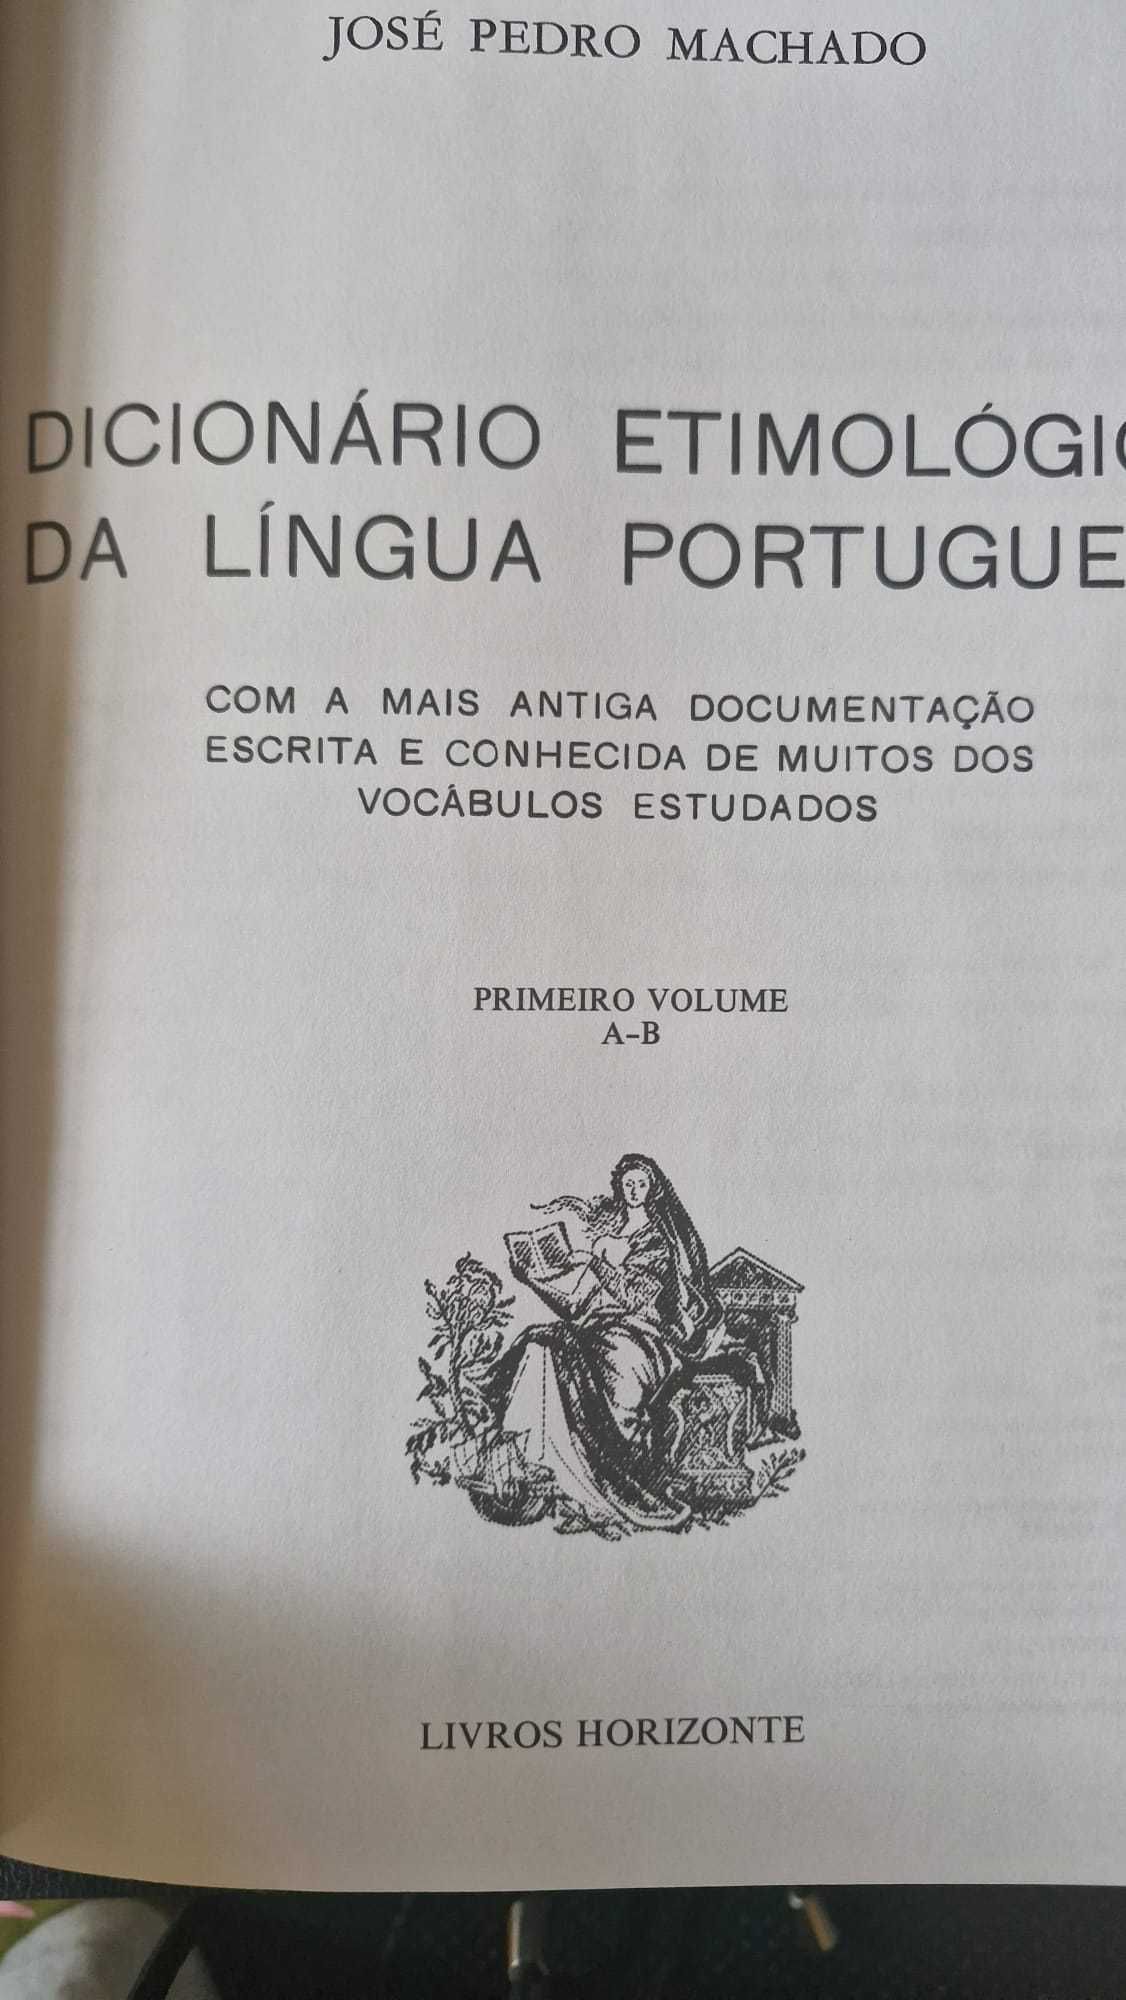 JOSÉ PEDRO MACHADO
DICIONÁRIO ETIMOLÓGIC
DA LÍNGUA PORTUGUE
COM A MAIS ANTIGA DOCUMENTAÇÃO
ESCRITA E CONHECIDA DE MUITOS DOS
VOCÁBULOS ESTUDADOS
PRIMEIRO VOLUME
A-B
LIVROS HORIZONTE